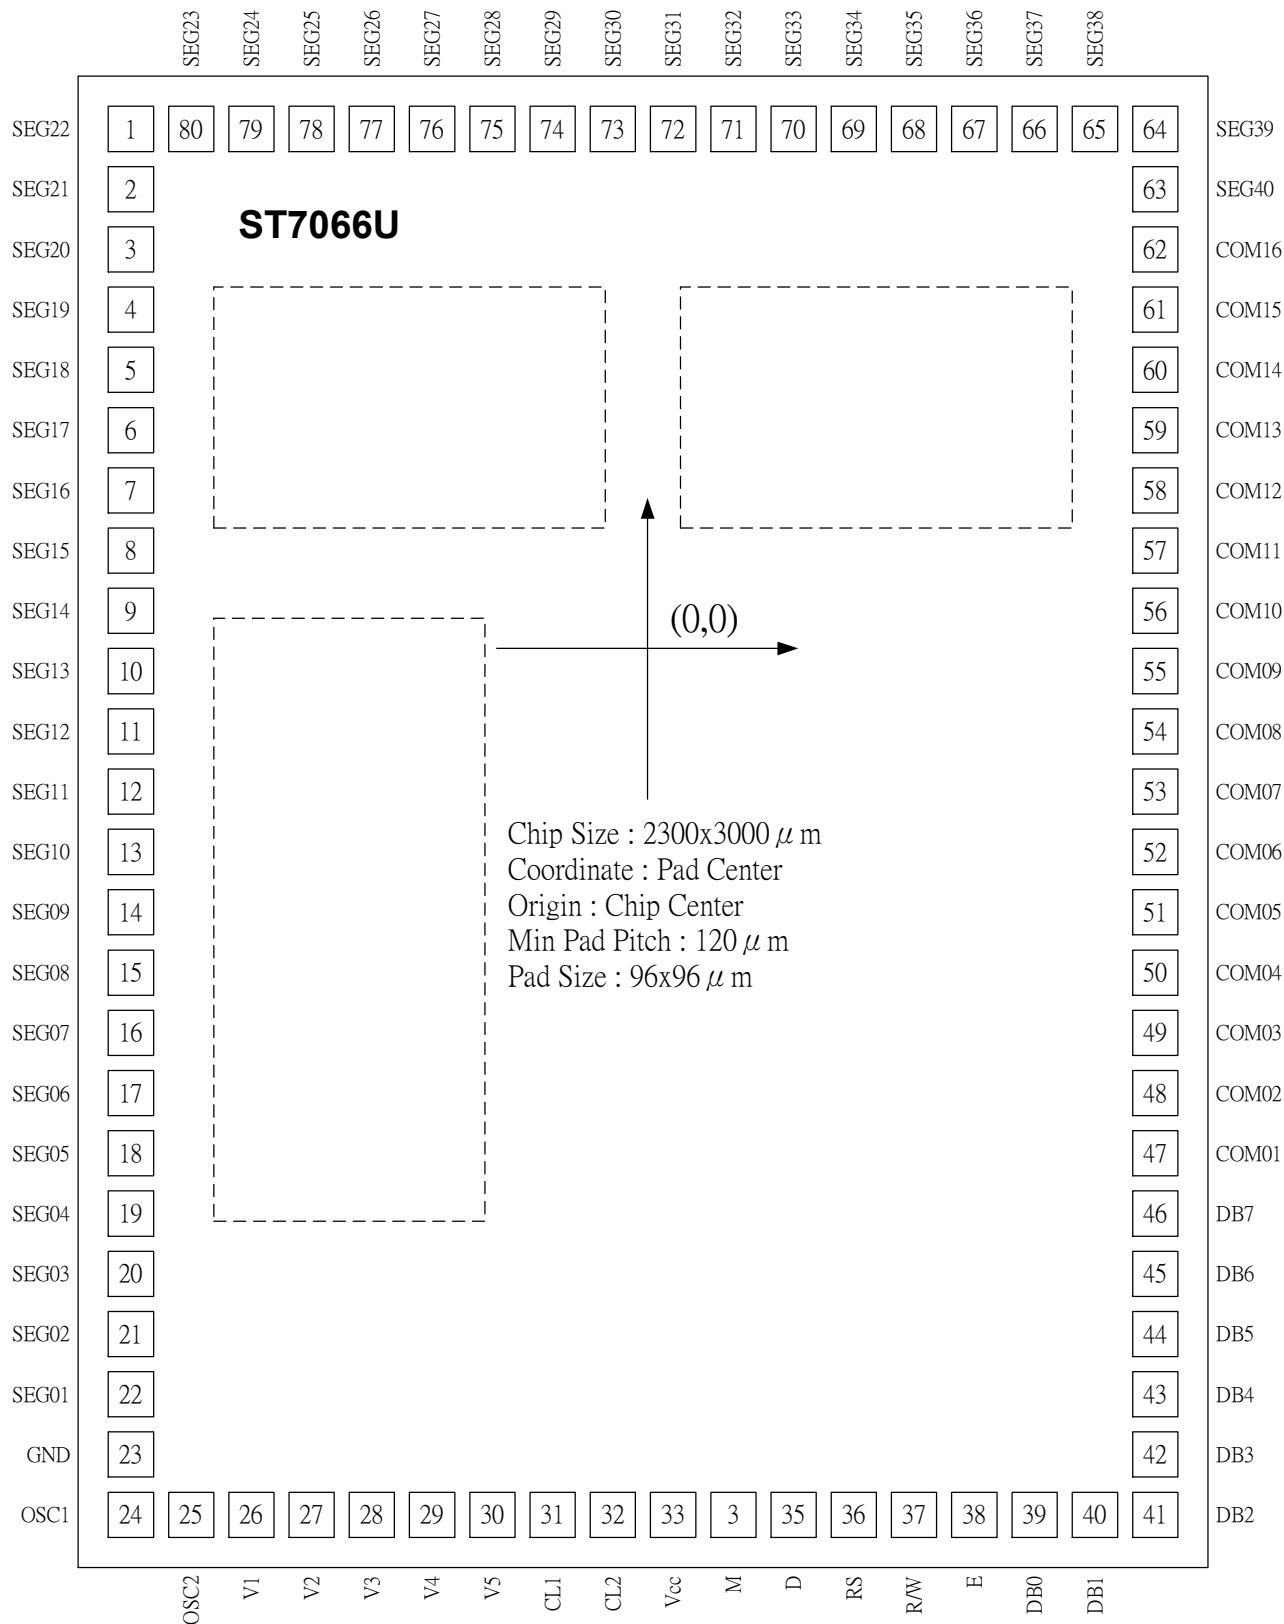 SEG23 SEG24 SEG25 SEG26 SEG27 SEG28 SEG29 SEG30 SEG31 SEG32 SEG33 SEG34 SEG35 SEG36 SEG37 SEG38
SEG22 1 80 79 78 77 76 75 74 73 72 71 70 69 68 67 66 65 64 SEG39
SEG21 2 63 SEG40
ST7066U
SEG20 3 62 COM16
SEG19 4 61 COM15
SEG18 5 60 COM14
SEG17 6 59 COM13
SEG16 7 58 COM12
SEG15 8 57 COM11
SEG14 9 56 COM10
(0,0)
SEG13 10 55 COM09
SEG12 11 54 COM08
SEG11 12 53 COM07
Chip Size : 2300x3000 μ m
SEG10 13 52 COM06
Coordinate : Pad Center
Origin : Chip Center
SEG09 14 51 COM05
Min Pad Pitch : 120 μ m
SEG08 15 50 COM04
Pad Size : 96x96 μ m
SEG07 16 49 COM03
SEG06 17 48 COM02
SEG05 18 47 COM01
SEG04 19 46 DB7
SEG03 20 45 DB6
SEG02 21 44 DB5
SEG01 22 43 DB4
GND 23 42 DB3
OSC1 24 25 26 27 28 29 30 31 32 33 3 35 36 37 38 39 40 41 DB2
OSC2 V1 V2 V3 V4 V5 CL1 CL2 Vcc M D RS R/W E DB0 DB1